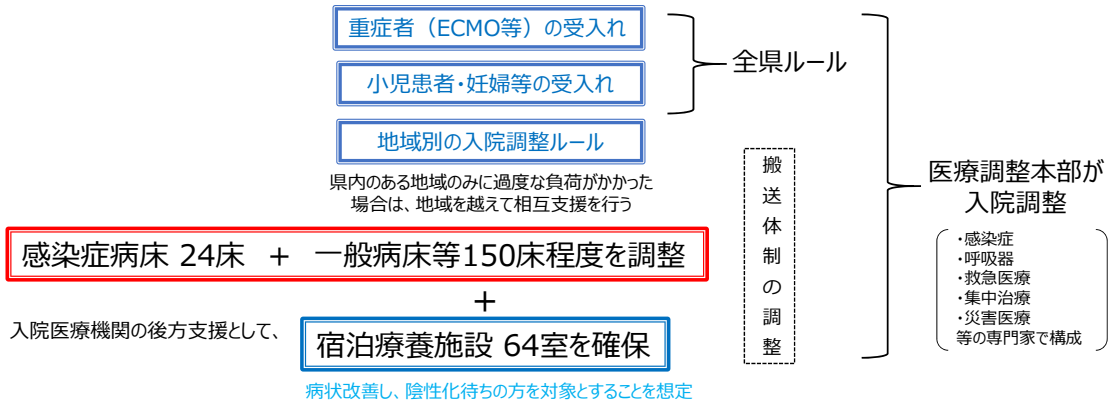 重症者（ECMO等）の受入れ
小児患者・妊婦等の受入れ
全県ルール
地域別の入院調整ルール
県内のある地域のみに過度な負荷がかかった
場合は、地域を越えて相互支援を行う
感染症病床 24床 + 一般病床等150床程度を調整
+
入院医療機関の後方支援として、
宿泊療養施設 64室を確保
病状改善し、陰性化待ちの方を対象とすることを想定
搬送体制の調整
医療調整本部が
入院調整
・感染症
・呼吸器
・救急医療
・集中治療
・災害医療
等の専門家で構成